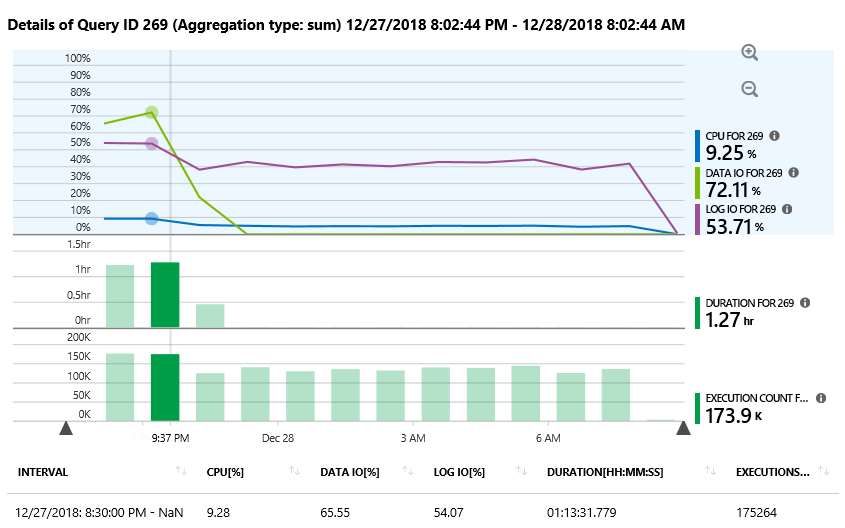 Details of Query ID 269 (Aggregation type: sum) 12/27/2018 8:02:44 PM - 12/28/2018 8:02:44 AM
100%
90%
80%
70%
60%
50%
40%
30%
20%
10%
0%
CPU FOR 269
9.25 %
DATA IO FOR 269
72.11 %
LOG IO FOR 269
53.71 %
1.5hr
1hr
0.5hr
0hr
DURATION FOR 269
1.27 hr
200K
150K
100K
50K
0K
EXECUTION COUNT F...
173.9 K
9:37 PM Dec 28 3 AM 6 AM
INTERVAL CPU[%] DATA IO[%] LOG IO[%] DURATION[HH:MM:SS] EXECUTIONS...
12/27/2018: 8:30:00 PM - NaN 9.28 65.55 54.07 01:13:31.779 175264